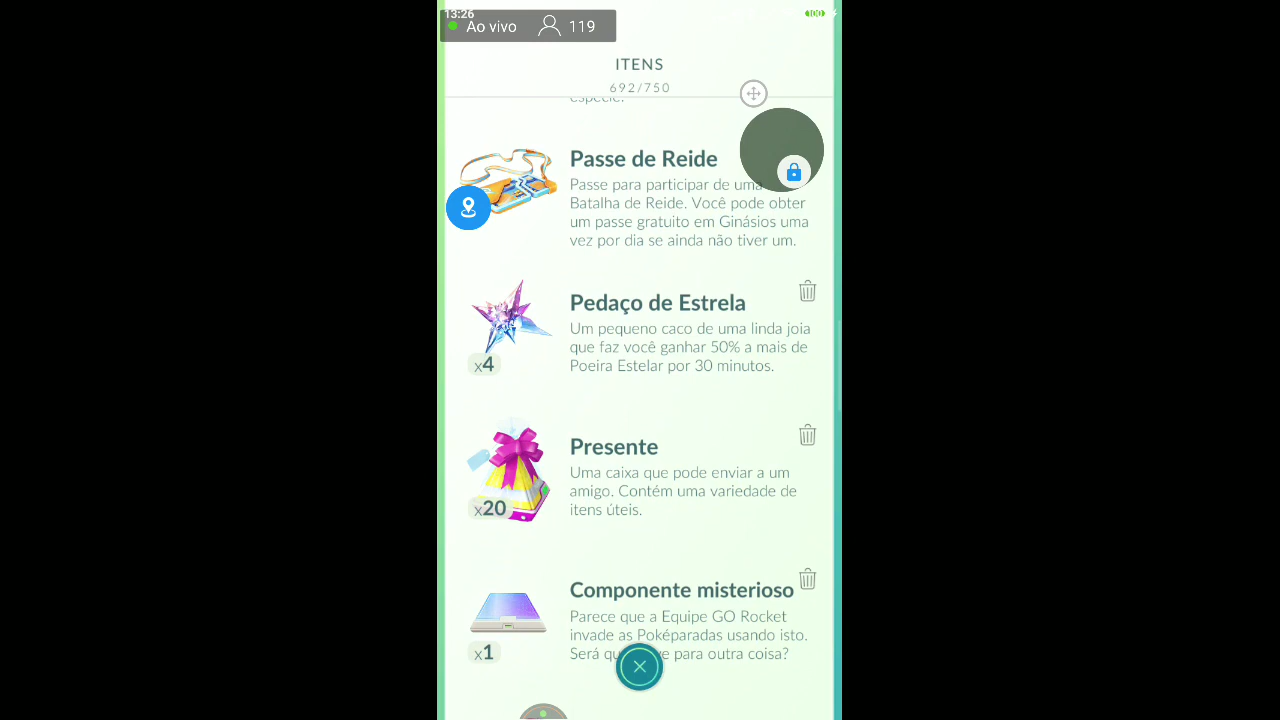 13:26
100
Ao vivo 119
ITENS
692/750
espécie.
Passe de Reide
Passe para participar de uma
Batalha de Reide. Você pode obter
um passe gratuito em Ginásios uma
vez por dia se ainda não tiver um.
Pedaço de Estrela
Um pequeno caco de uma linda joia
que faz você ganhar 50% a mais de
Poeira Estelar por 30 minutos.
x4
Presente
Uma caixa que pode enviar a um
amigo. Contém uma variedade de
itens úteis.
x20
Componente misterioso
Parece que a Equipe GO Rocket
invade as Poképaradas usando isto.
Será para outra coisa?
x1